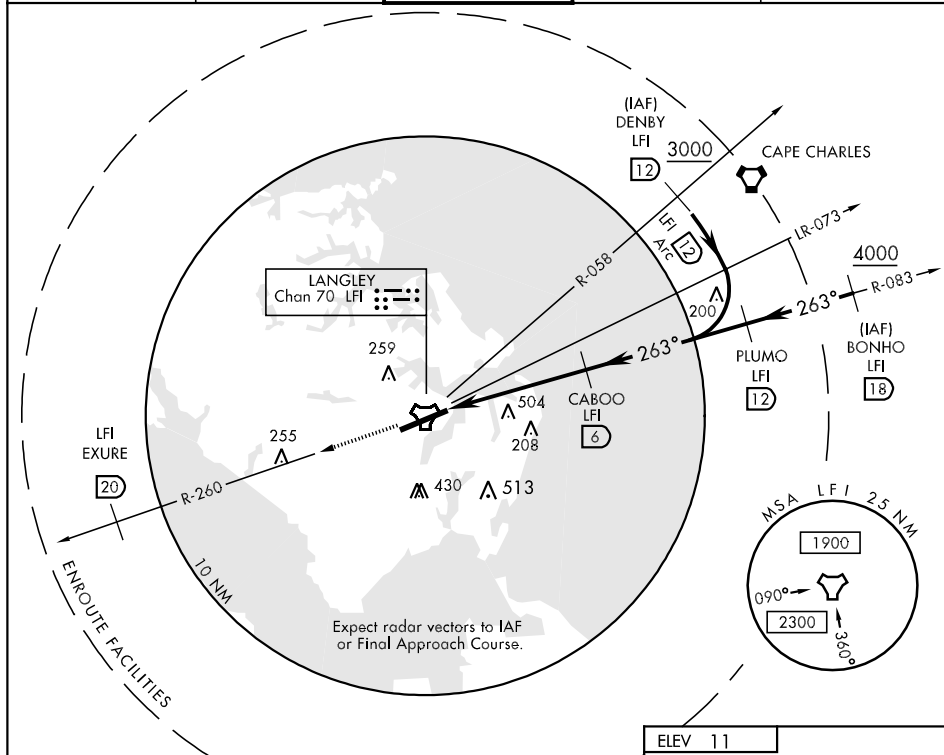 (IAF)
DENBY
LFI
12
3000
CAPE CHARLES
LFI
12
Arc
R-058
LR-073
4000
R-083
263°
200
263°
(IAF)
BONHO
LFI
18
PLUMO
LFI
12
LANGLEY
Chan 70 LFI
259
CABOO
LFI
6
504
208
255
LFI
EXURE
20
R-260
430
513
10 NM
ENROUTE FACILITIES
Expect radar vectors to IAF
or Final Approach Course.
MSA LFI 25 NM
1900
090°
2300
360°
ELEV 11